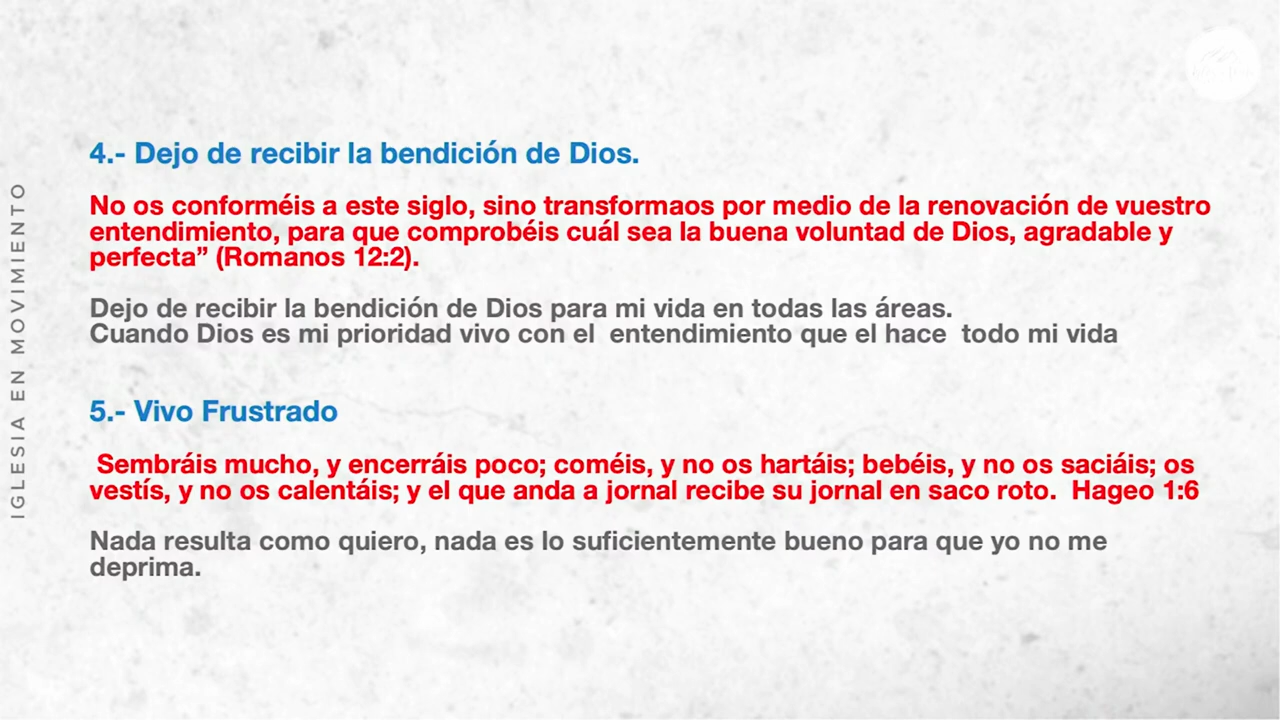 IGLESIA EN MOVIMIENTO
4.- Dejo de recibir la bendición de Dios.
No os conforméis a este siglo, sino transformaos por medio de la renovación de vuestro
entendimiento, para que comprobéis cuál sea la buena voluntad de Dios, agradable y
perfecta” (Romanos 12:2).
Dejo de recibir la bendición de Dios para mi vida en todas las áreas.
Cuando Dios es mi prioridad vivo con el  entendimiento que el hace  todo mi vida
5.- Vivo Frustrado
Sembráis mucho, y encerráis poco; coméis, y no os hartáis; bebéis, y no os saciáis; os
vestís, y no os calentáis; y el que anda a jornal recibe su jornal en saco roto.  Hageo 1:6
Nada resulta como quiero, nada es lo suficientemente bueno para que yo no me
deprima.